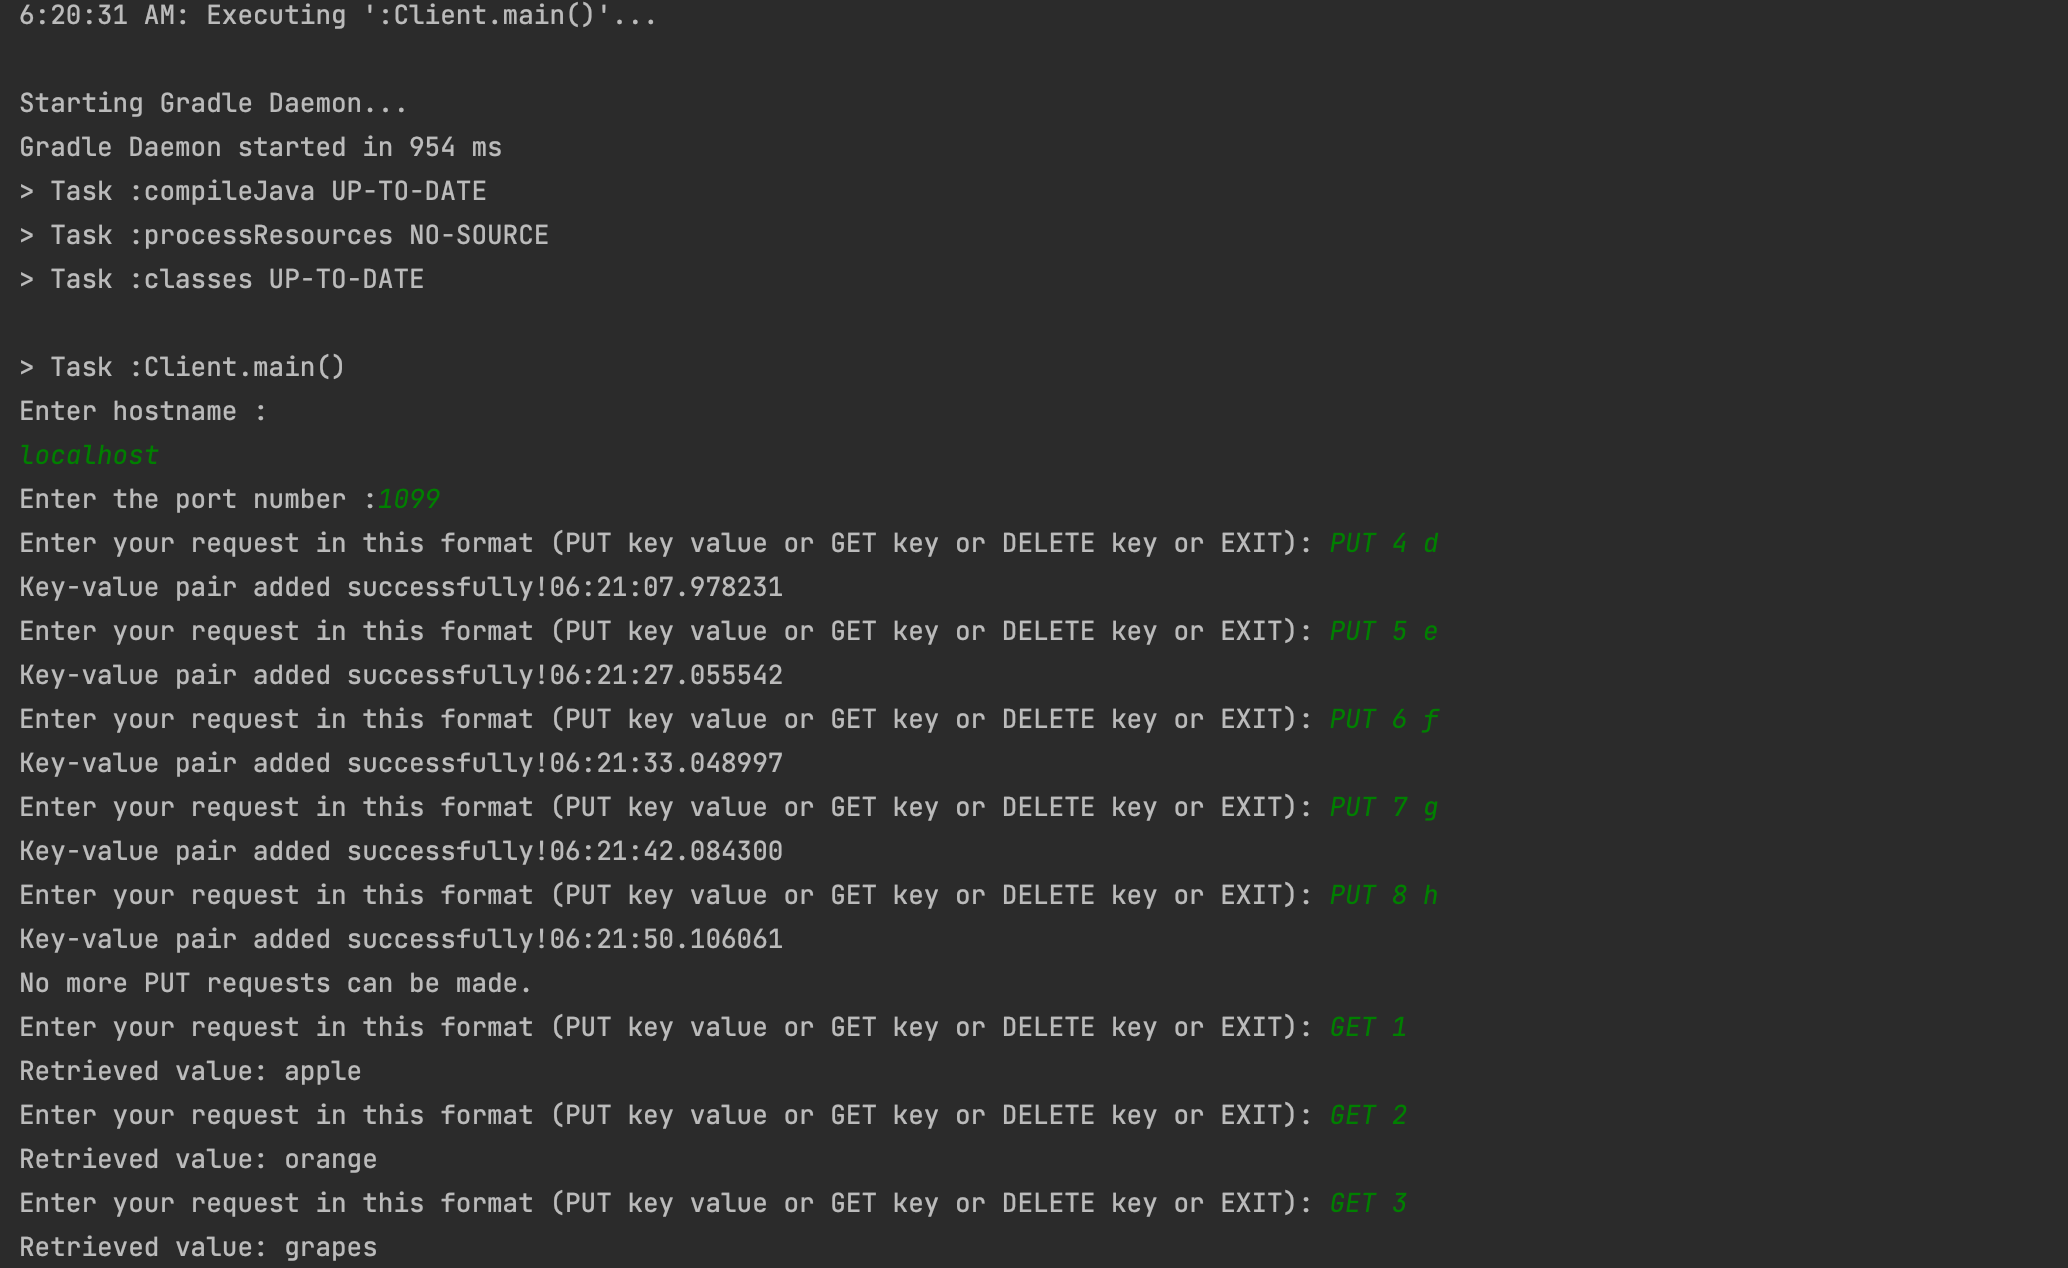 6:20:31 AM: Executing ':Client.main()'...
Starting Gradle Daemon...
Gradle Daemon started in 954 ms
> Task :compileJava UP-TO-DATE
> Task :processResources NO-SOURCE
> Task :classes UP-TO-DATE
> Task :Client.main()
Enter hostname :
localhost
Enter the port number :1099
Enter your request in this format (PUT key value or GET key or DELETE key or EXIT): PUT 4 d
Key-value pair added successfully!06:21:07.978231
Enter your request in this format (PUT key value or GET key or DELETE key or EXIT): PUT 5 e
Key-value pair added successfully!06:21:27.055542
Enter your request in this format (PUT key value or GET key or DELETE key or EXIT): PUT 6 f
Key-value pair added successfully!06:21:33.048997
Enter your request in this format (PUT key value or GET key or DELETE key or EXIT): PUT 7 g
Key-value pair added successfully!06:21:42.084300
Enter your request in this format (PUT key value or GET key or DELETE key or EXIT): PUT 8 h
Key-value pair added successfully!06:21:50.106061
No more PUT requests can be made.
Enter your request in this format (PUT key value or GET key or DELETE key or EXIT): GET 1
Retrieved value: apple
Enter your request in this format (PUT key value or GET key or DELETE key or EXIT): GET 2
Retrieved value: orange
Enter your request in this format (PUT key value or GET key or DELETE key or EXIT): GET 3
Retrieved value: grapes